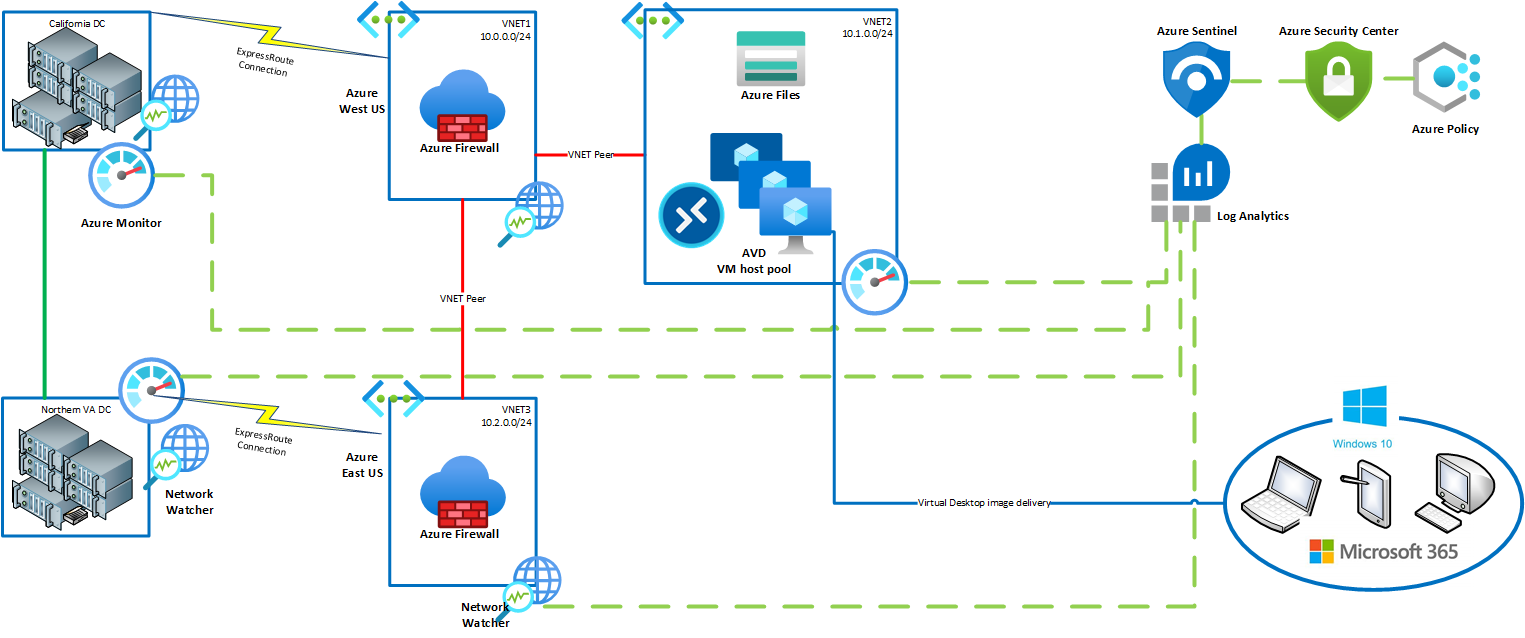 California DC
ExpressRoute
Connection
Azure Monitor
Azure
West US
VNET1
10.0.0.0/24
Azure Firewall
VNET Peer
VNET Peer
VNET2
10.1.0.0/24
Azure Files
AVD
VM host pool
Azure Sentinel
Azure Security Center
Azure Policy
Log Analytics
Northern VA DC
Network
Watcher
ExpressRoute
Connection
Azure
East US
VNET3
10.2.0.0/24
Azure Firewall
Network
Watcher
Virtual Desktop image delivery
Windows 10
Microsoft 365